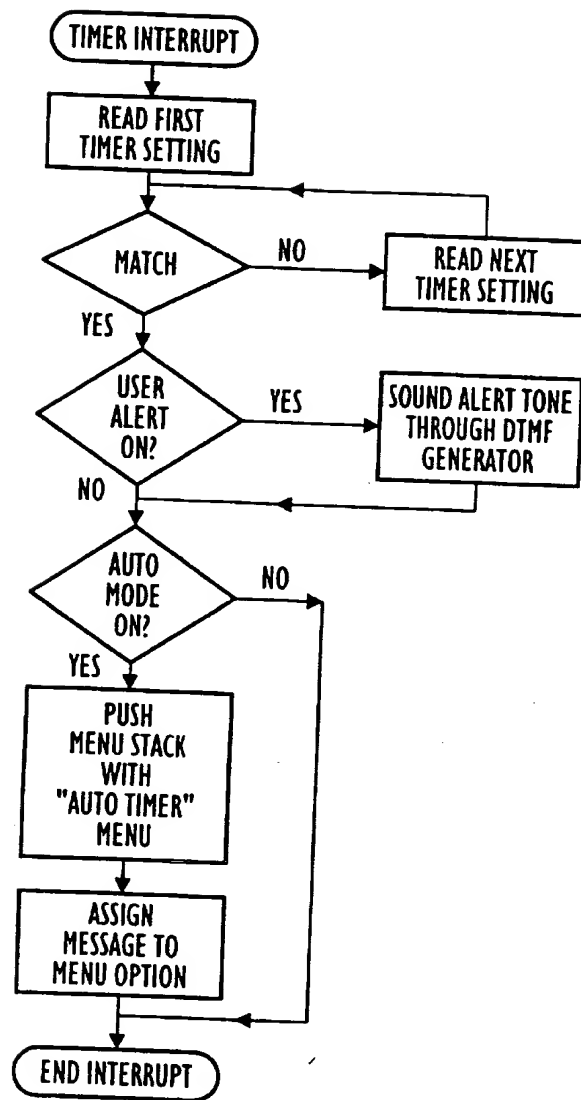 TIMER INTERRUPT
READ FIRST
TIMER SETTING
MATCH
NO
READ NEXT
TIMER SETTING
YES
USER
ALERT
ON?
YES
SOUND ALERT TONE
THROUGH DTMF
GENERATOR
NO
AUTO
MODE
ON?
NO
YES
PUSH
MENU STACK
WITH
"AUTO TIMER"
MENU
ASSIGN
MESSAGE TO
MENU OPTION
END INTERRUPT